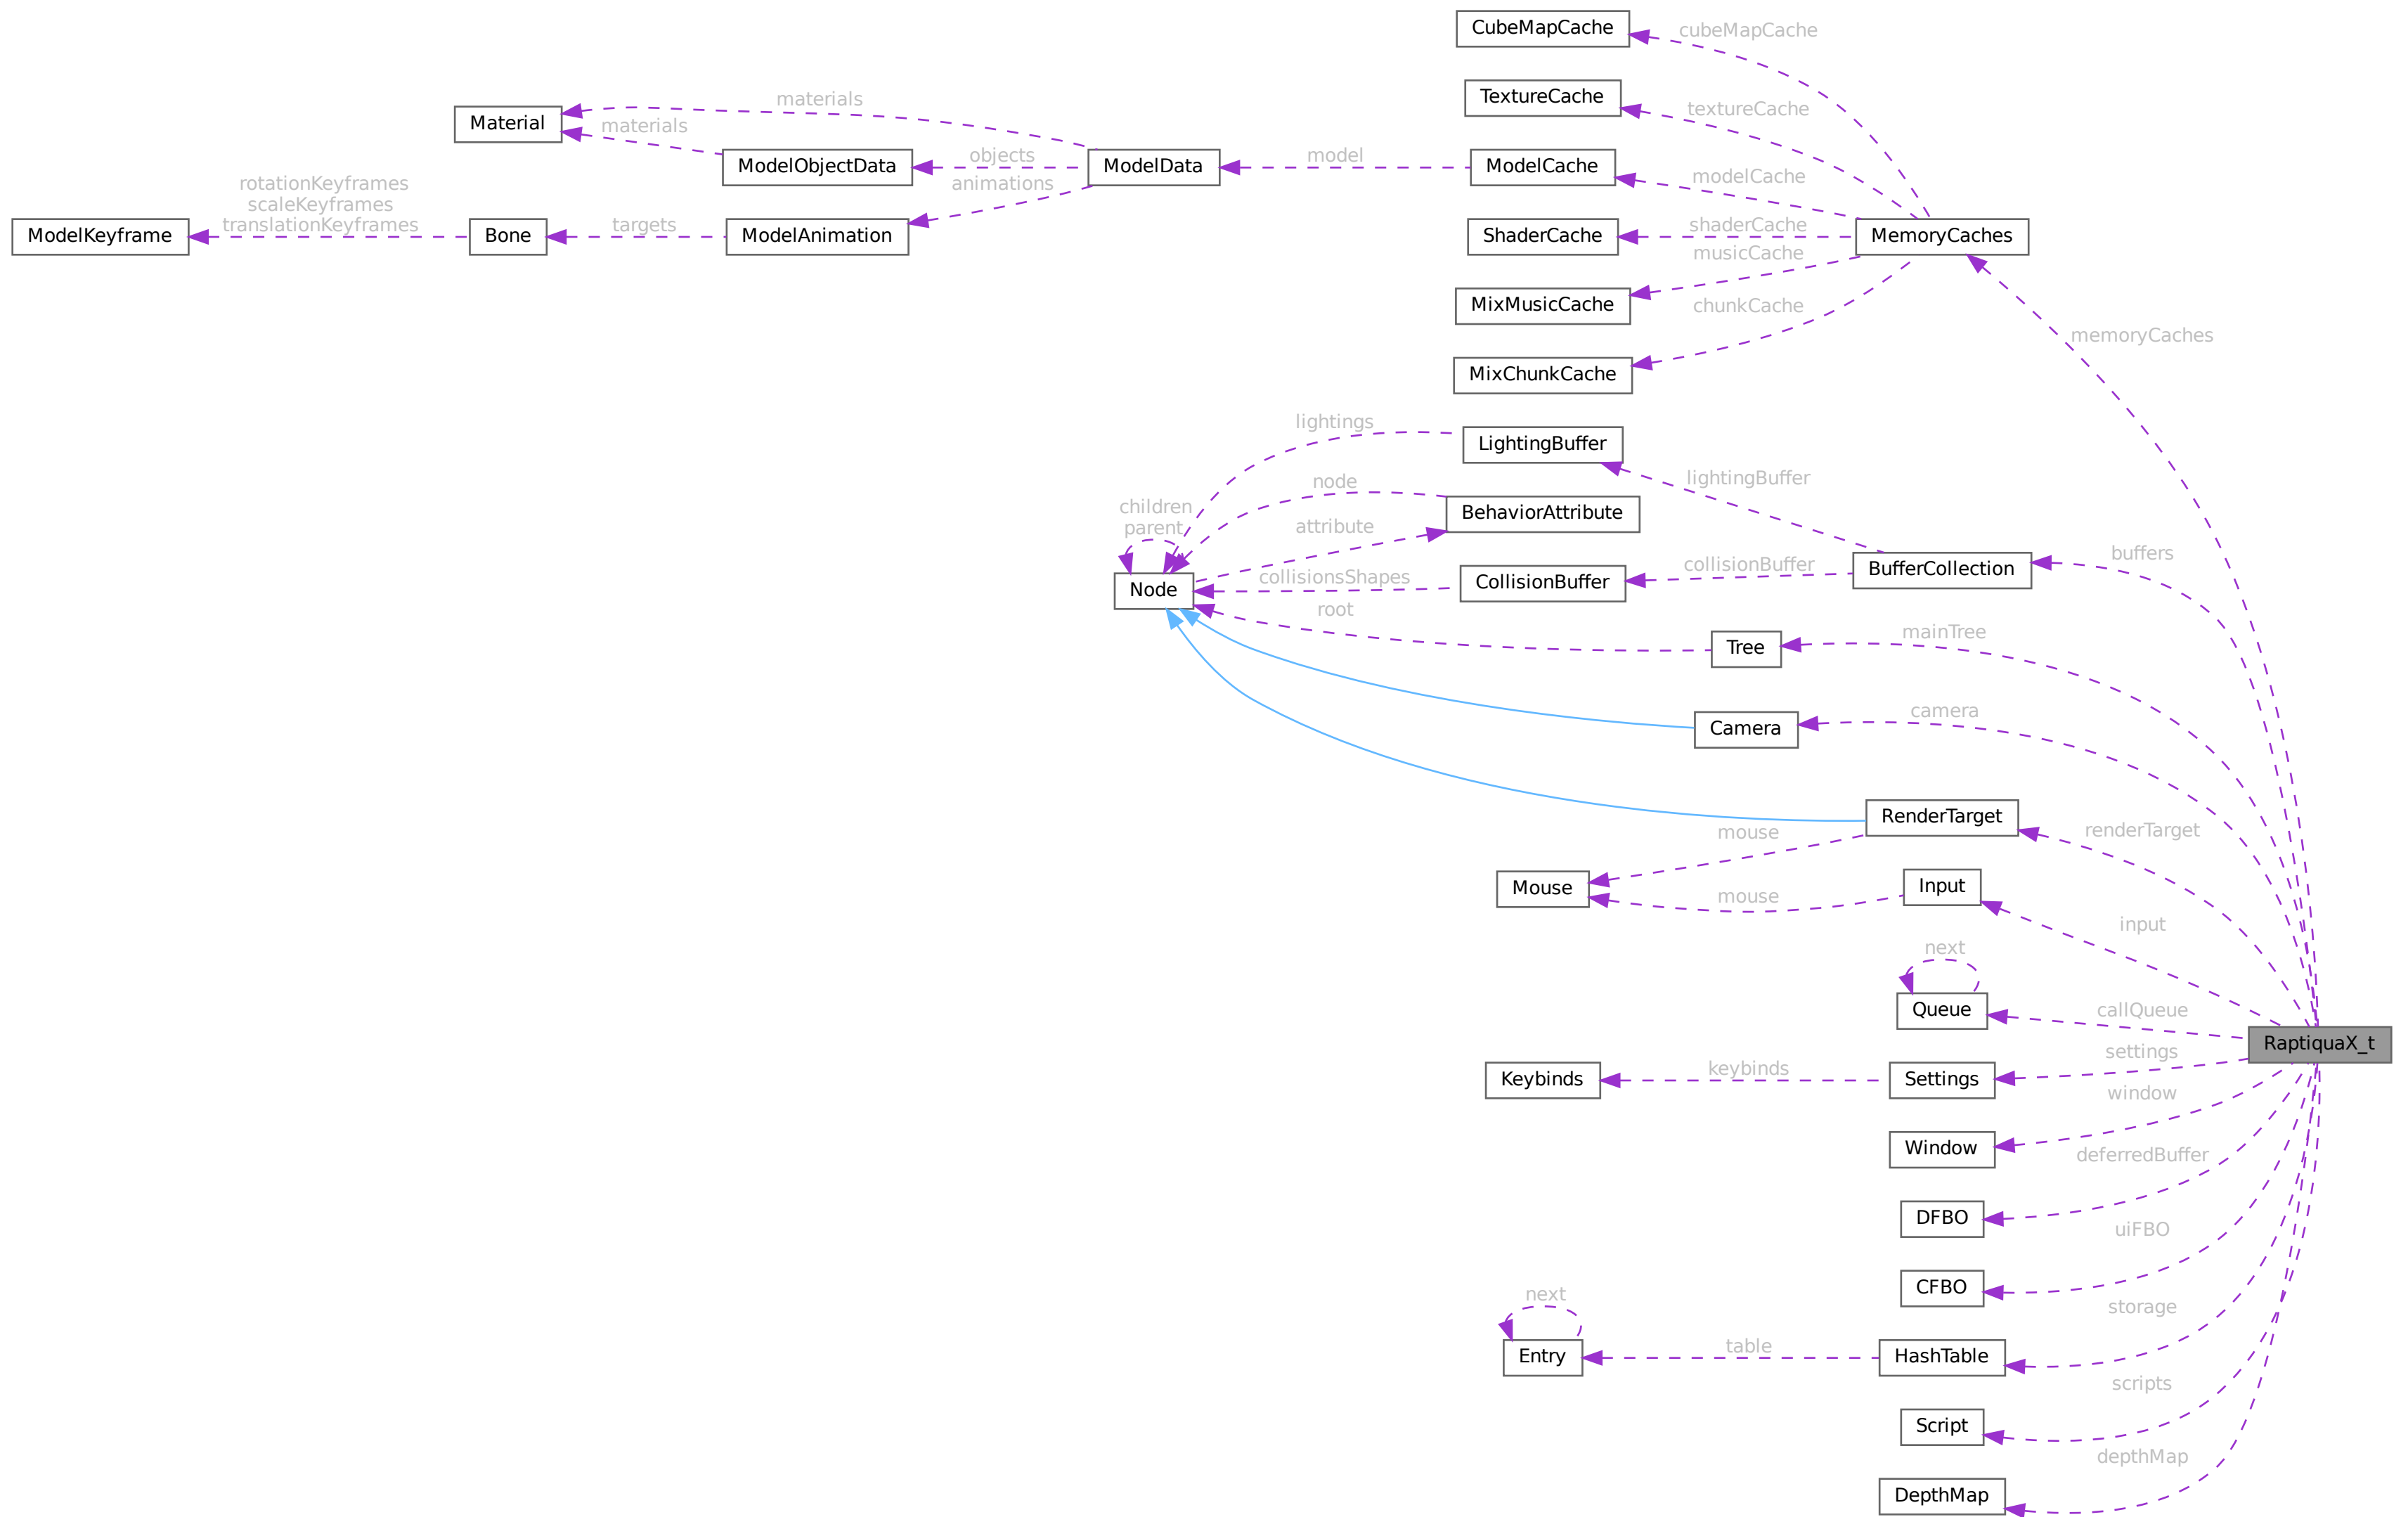 CubeMapCache
cubeMapCache
TextureCache
textureCache
Material
materials
materials
ModelObjectData
objects
ModelData
model
ModelCache
modelCache
animations
rotationKeyframes
scaleKeyframes
translationKeyframes
ModelKeyframe
Bone
targets
ModelAnimation
ShaderCache
shaderCache
MemoryCaches
musicCache
MixMusicCache
chunkCache
MixChunkCache
memoryCaches
lightings
LightingBuffer
lightingBuffer
node
BehaviorAttribute
attribute
children
parent
Node
collisionsShapes
CollisionBuffer
collisionBuffer
BufferCollection
buffers
root
Tree
mainTree
Camera
camera
RenderTarget
renderTarget
mouse
Mouse
mouse
Input
input
next
Queue
callQueue
RaptiquaX_t
settings
Keybinds
keybinds
Settings
window
Window
deferredBuffer
DFBO
uiFBO
CFBO
storage
next
Entry
table
HashTable
scripts
Script
depthMap
DepthMap